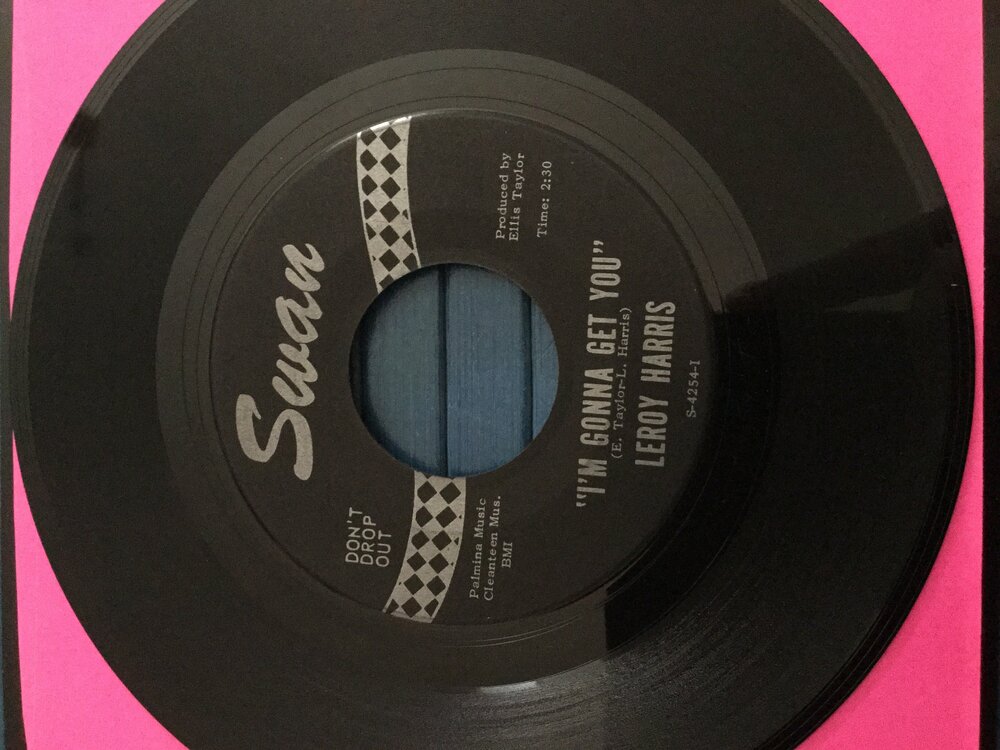 Swan
DON'T
DROP
OUT
Palmina Music
Cleanteen Mus.
BMI
Produced by
Ellis Taylor
Time: 2:30
"I'M GONNA GET YOU"
(E. Taylor-L. Harris)
LEROY HARRIS
S-4254-I